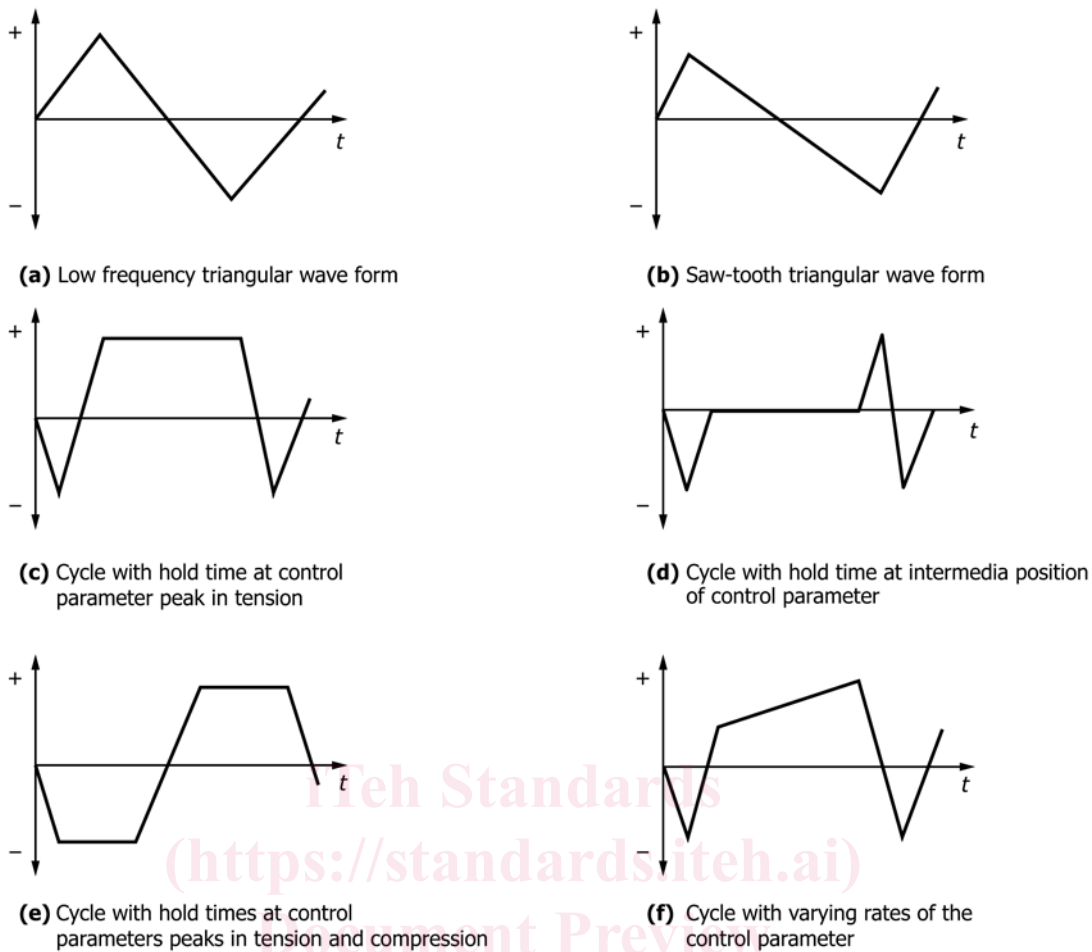 +
−
t
(a) Low frequency triangular wave form
+
−
t
(b) Saw-tooth triangular wave form
+
−
t
(c) Cycle with hold time at control
parameter peak in tension
+
−
t
(d) Cycle with hold time at intermedia position
of control parameter
+
−
t
(e) Cycle with hold times at control
parameters peaks in tension and compression
+
−
t
(f) Cycle with varying rates of the
control parameter
iTeh Standards
(https://standards.iteh.ai)
Document Preview